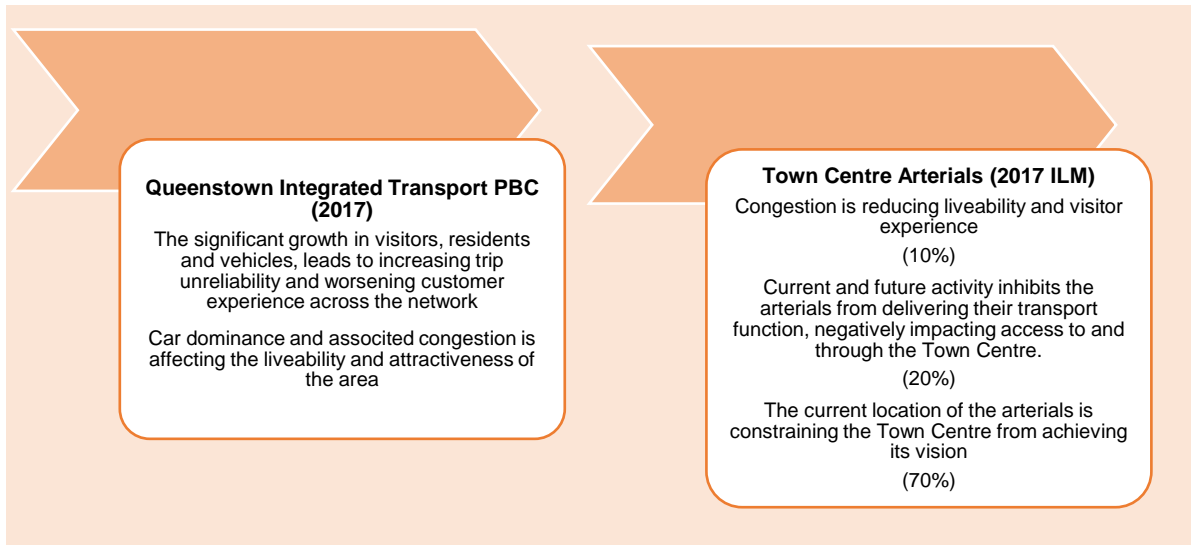 Queenstown Integrated Transport PBC
(2017)
The significant growth in visitors, residents
and vehicles, leads to increasing trip
unreliability and worsening customer
experience across the network
Car dominance and associted congestion is
affecting the liveability and attractiveness of
the area
Town Centre Arterials (2017 ILM)
Congestion is reducing liveability and visitor
experience
(10%)
Current and future activity inhibits the
arterials from delivering their transport
function, negatively impacting access to and
through the Town Centre.
(20%)
The current location of the arterials is
constraining the Town Centre from achieving
its vision
(70%)